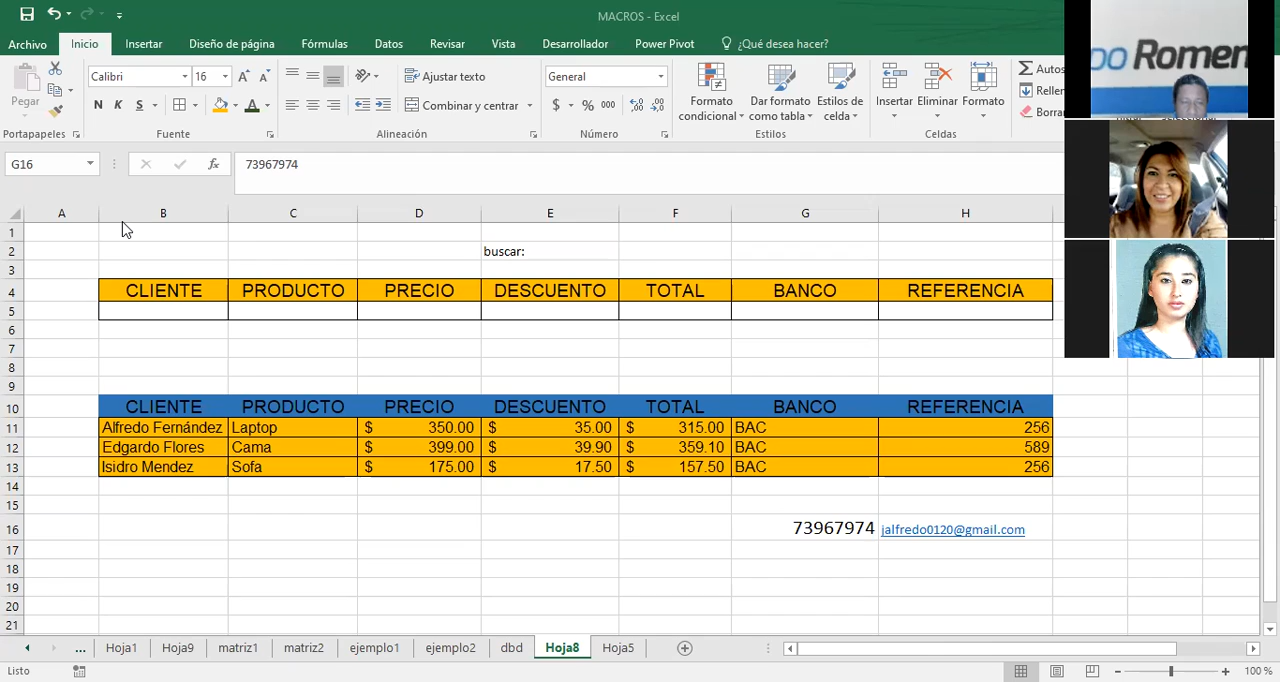 MACROS - Excel
Archivo Inicio Insertar Diseño de página Fórmulas Datos Revisar Vista Desarrollador Power Pivot ¿Qué desea hacer?
Pegar
Calibri 16
N K S
Ajustar texto
Combinar y centrar
General
$ % 000
Formato condicional
Dar formato como tabla
Estilos de celda
Insertar Eliminar Formato
Autos
Rellen
Borra
Portapapeles Fuente Alineación Número Estilos Celdas
do Romen
G16 fx 73967974
A B C D E F G H
1
2 buscar:
3
4 CLIENTE PRODUCTO PRECIO DESCUENTO TOTAL BANCO REFERENCIA
5
6
7
8
9
10 CLIENTE PRODUCTO PRECIO DESCUENTO TOTAL BANCO REFERENCIA
11 Alfredo Fernández Laptop $ 350.00 $ 35.00 $ 315.00 BAC 256
12 Edgardo Flores Cama $ 399.00 $ 39.90 $ 359.10 BAC 589
13 Isidro Mendez Sofa $ 175.00 $ 17.50 $ 157.50 BAC 256
14
15
16 73967974 jalfredo0120@gmail.com
17
18
19
20
21
... Hoja1 Hoja9 matriz1 matriz2 ejemplo1 ejemplo2 dbd Hoja8 Hoja5
Listo 100 %